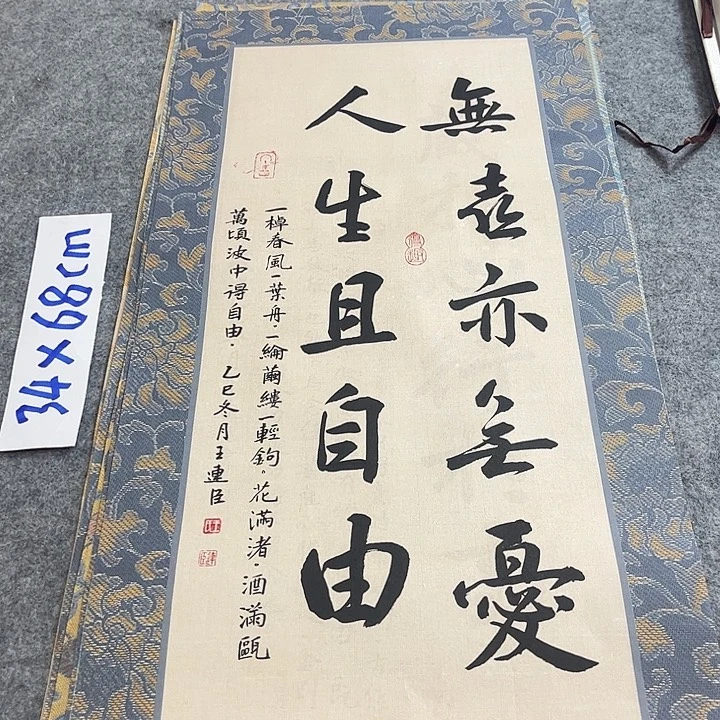 無喜亦無憂
人生且自由
一棹春風一葉舟。一綸繭縷一輕鉤。花滿渚。酒滿甌
萬頃波中得自由。乙巳冬月王連臣
34x68cm